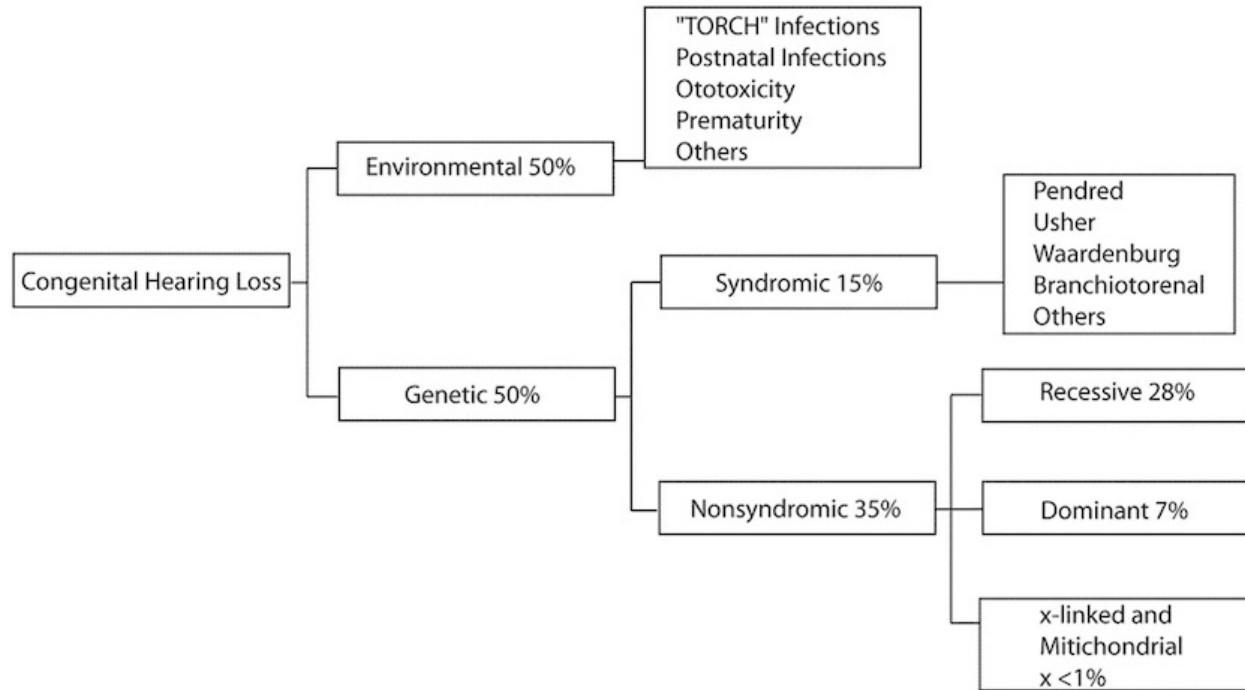 "TORCH" Infections
Postnatal Infections
Ototoxicity
Prematurity
Others
Environmental 50%
Pendred
Usher
Waardenburg
Branchiotorenal
Others
Congenital Hearing Loss
Syndromic 15%
Genetic 50%
Recessive 28%
Nonsyndromic 35%
Dominant 7%
x-linked and
Mitichondrial
x <1%